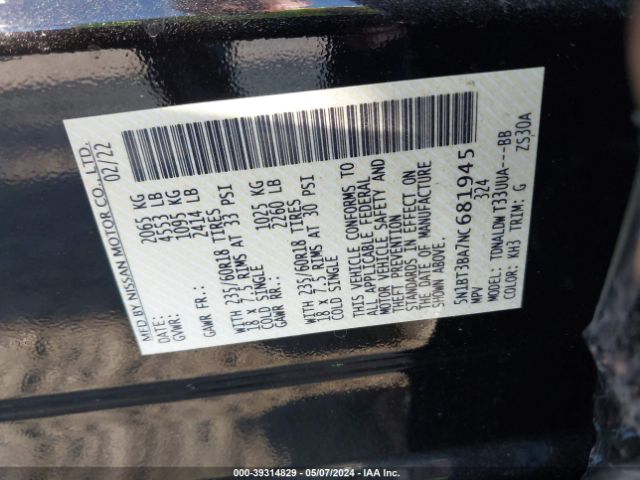 MFD BY NISSAN MOTOR CO., LTD.
DATE: 02/22
GVWR: 2065 KG
4553 LB
GAWR FR.: 1095 KG
2414 LB
WITH 235/60R18 TIRES
18 X 7.5 RIMS AT 33 PSI
COLD SINGLE
GAWR RR.: 1025 KG
2260 LB
WITH 235/60R18 TIRES
18 X 7.5 RIMS AT 30 PSI
COLD SINGLE
THIS VEHICLE CONFORMS TO
ALL APPLICABLE FEDERAL
MOTOR VEHICLE SAFETY AND
THEFT PREVENTION
STANDARDS IN EFFECT ON
THE DATE OF MANUFACTURE
SHOWN ABOVE.
5N1BT3BA7NC681945
MPV 324
MODEL: TDNALDW T33UUA----BB
COLOR: KH3 TRIM: G ZS30A
000-39314829 - 05/07/2024 - IAA Inc.